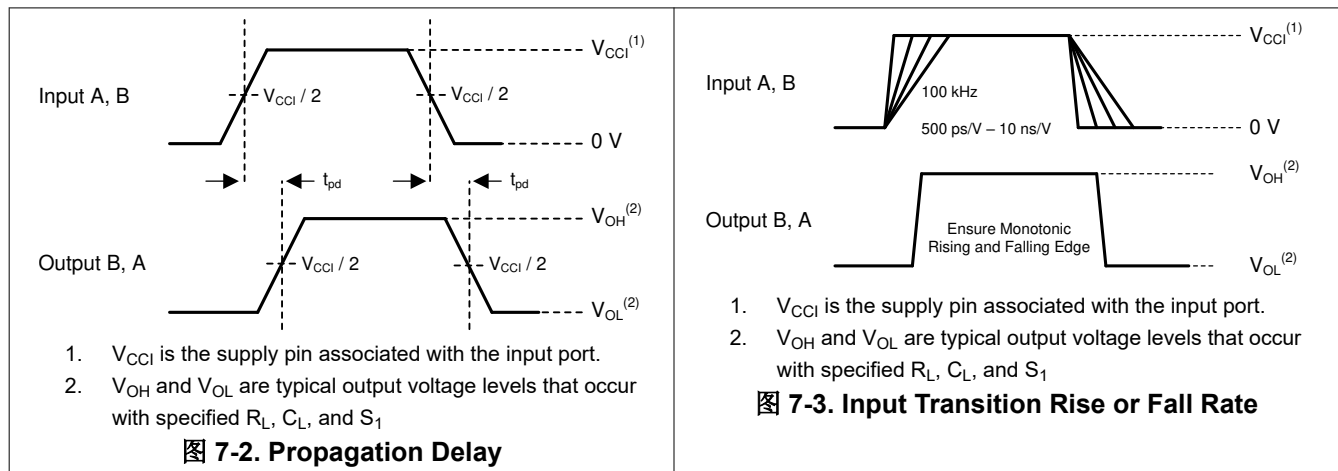 V_CCI^(1)
Input A, B
V_CCI / 2
V_CCI / 2
0 V
t_pd
t_pd
V_OH^(2)
Output B, A
V_CCI / 2
V_CCI / 2
V_OL^(2)
1. V_CCI is the supply pin associated with the input port.
2. V_OH and V_OL are typical output voltage levels that occur
with specified R_L, C_L, and S_1
图 7-2. Propagation Delay
V_CCI^(1)
Input A, B
100 kHz
500 ps/V – 10 ns/V
0 V
V_OH^(2)
Output B, A
Ensure Monotonic
Rising and Falling Edge
V_OL^(2)
1. V_CCI is the supply pin associated with the input port.
2. V_OH and V_OL are typical output voltage levels that occur
with specified R_L, C_L, and S_1
图 7-3. Input Transition Rise or Fall Rate